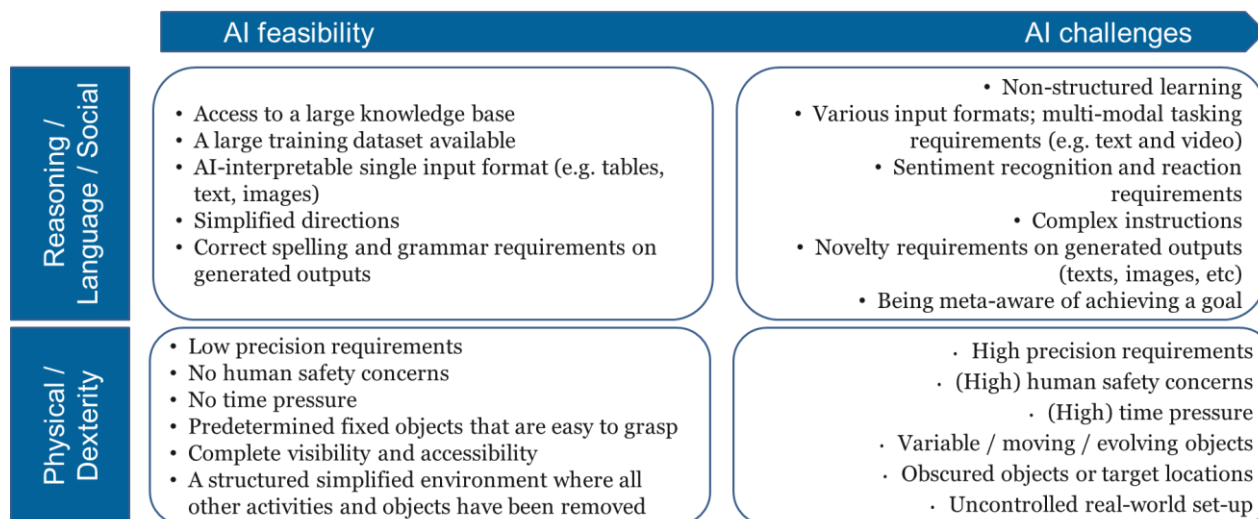 AI feasibility
AI challenges
Reasoning /
Language / Social
• Access to a large knowledge base
• A large training dataset available
• AI-interpretable single input format (e.g. tables,
text, images)
• Simplified directions
• Correct spelling and grammar requirements on
generated outputs
• Non-structured learning
• Various input formats; multi-modal tasking
requirements (e.g. text and video)
• Sentiment recognition and reaction
requirements
• Complex instructions
• Novelty requirements on generated outputs
(texts, images, etc)
• Being meta-aware of achieving a goal
Physical /
Dexterity
• Low precision requirements
• No human safety concerns
• No time pressure
• Predetermined fixed objects that are easy to grasp
• Complete visibility and accessibility
• A structured simplified environment where all
other activities and objects have been removed
· High precision requirements
· (High) human safety concerns
· (High) time pressure
· Variable / moving / evolving objects
· Obscured objects or target locations
· Uncontrolled real-world set-up